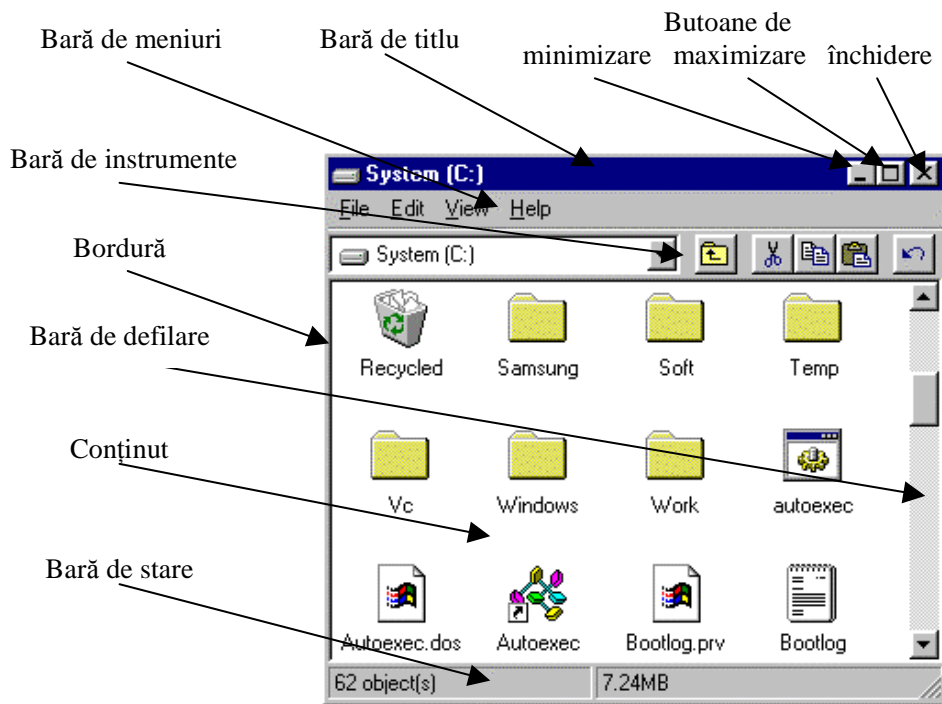 Bară de meniuri
Bară de titlu
Butoane de
minimizare maximizare închidere
Bară de instrumente
System (C:)
File Edit View Help
System (C:)
Bordură
Bară de defilare
Recycled Samsung Soft Temp
Conţinut
Vc Windows Work autoexec
Bară de stare
Autoexec.dos Autoexec Bootlog.prv Bootlog
62 object(s) 7.24MB